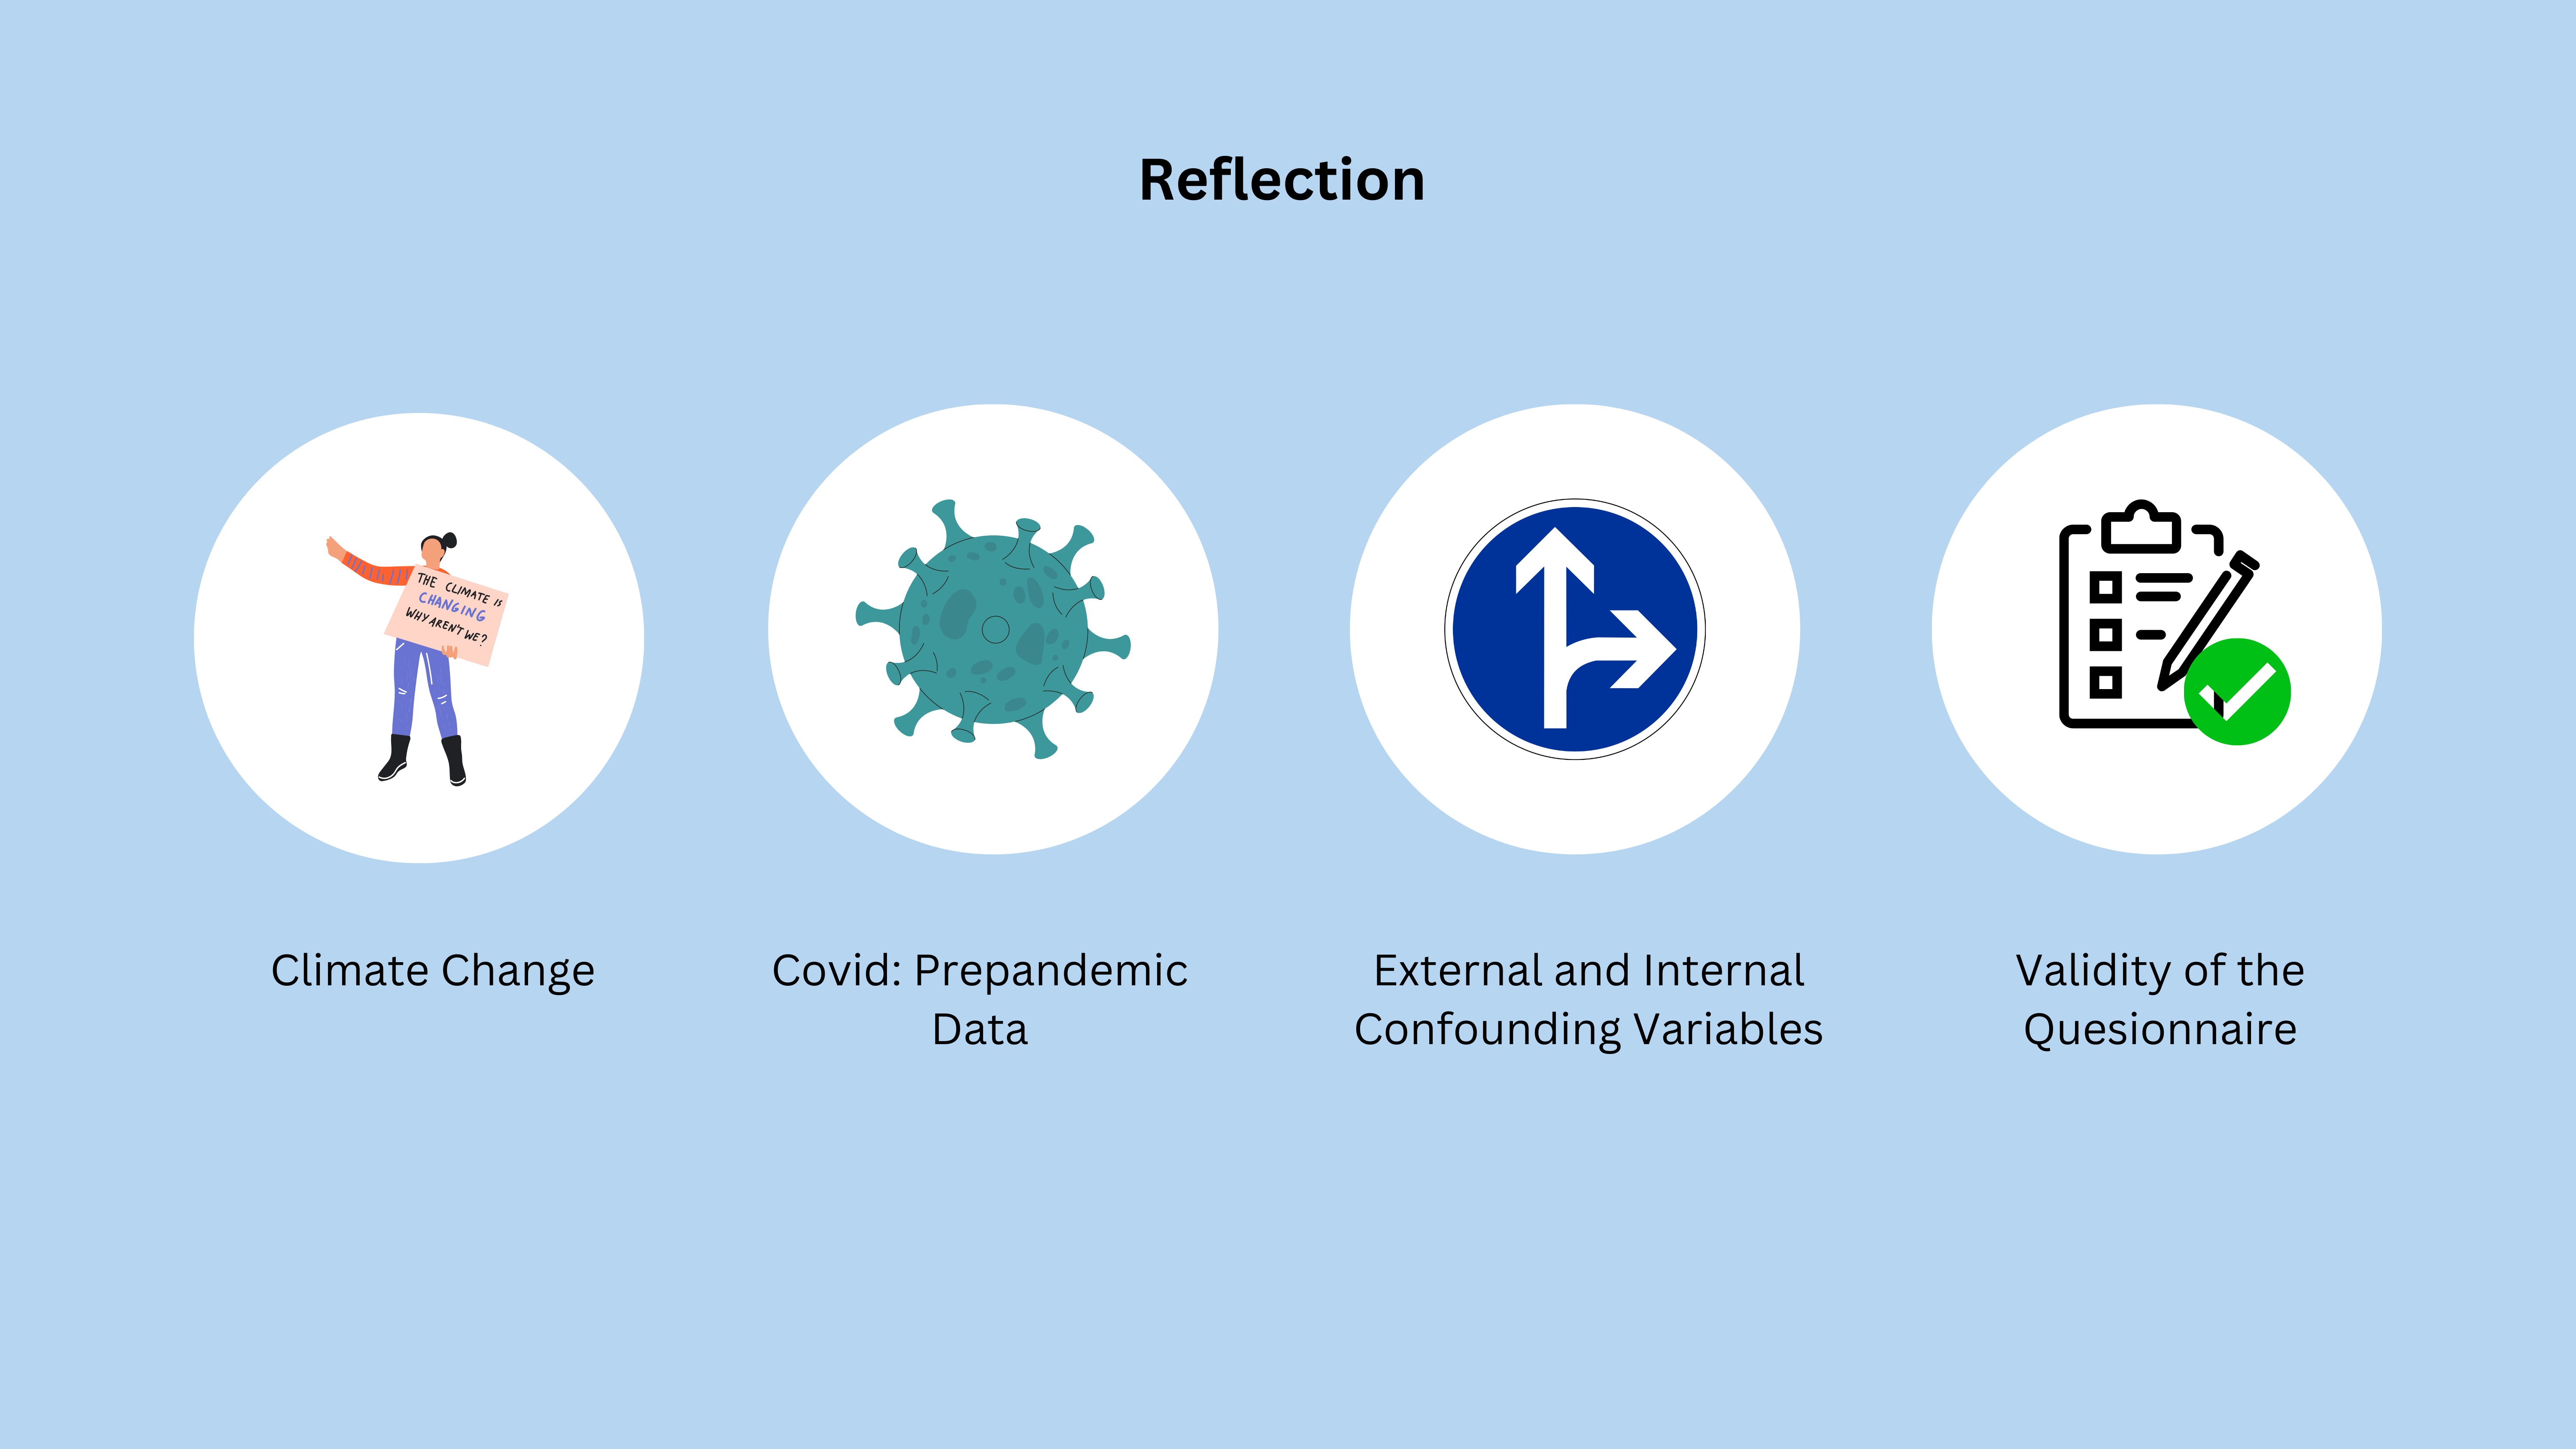 Reflection
THE CLIMATE IS
CHANGING
WHY AREN'T WE?
Climate Change
Covid: Prepandemic
Data
External and Internal
Confounding Variables
Validity of the
Quesionnaire